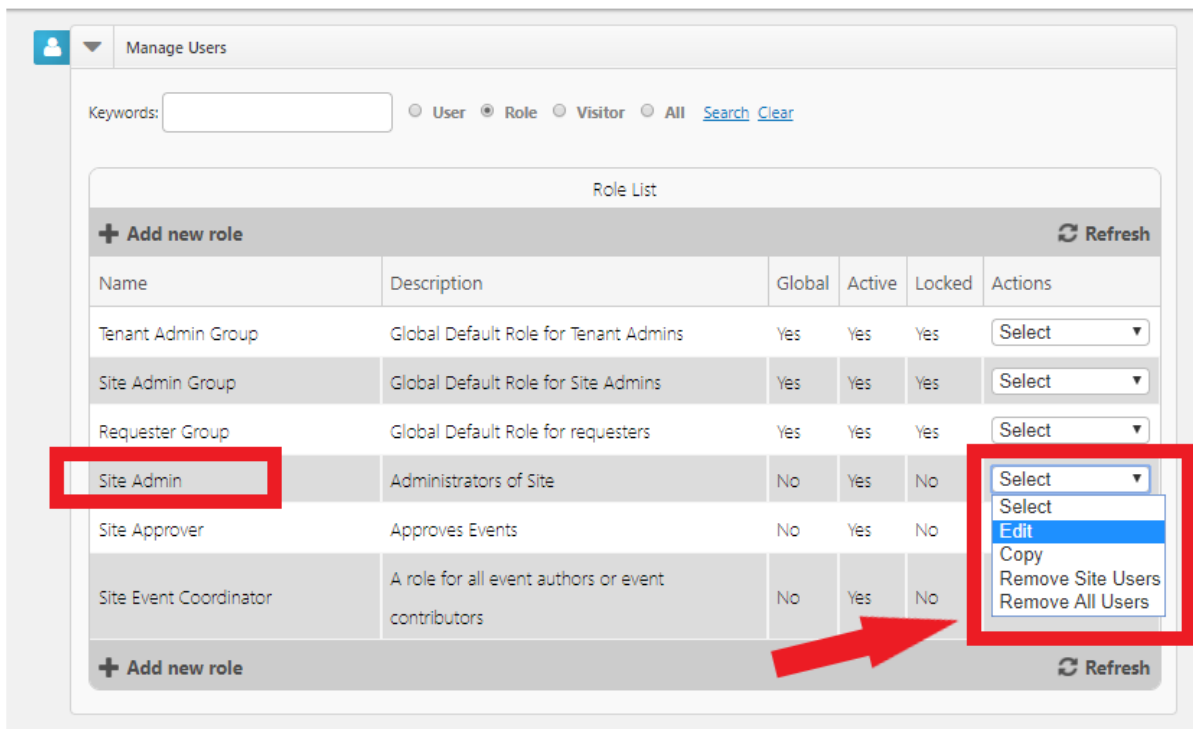 Manage Users
Keywords: User Role Visitor All Search Clear
Role List
Add new role Refresh
Name Description Global Active Locked Actions
Tenant Admin Group Global Default Role for Tenant Admins Yes Yes Yes Select
Site Admin Group Global Default Role for Site Admins Yes Yes Yes Select
Requester Group Global Default Role for requesters Yes Yes Yes Select
Site Admin Administrators of Site No Yes No Select
Select
Edit
Copy
Remove Site Users
Remove All Users
Site Approver Approves Events No Yes No
Site Event Coordinator A role for all event authors or event
contributors No Yes No
Add new role Refresh